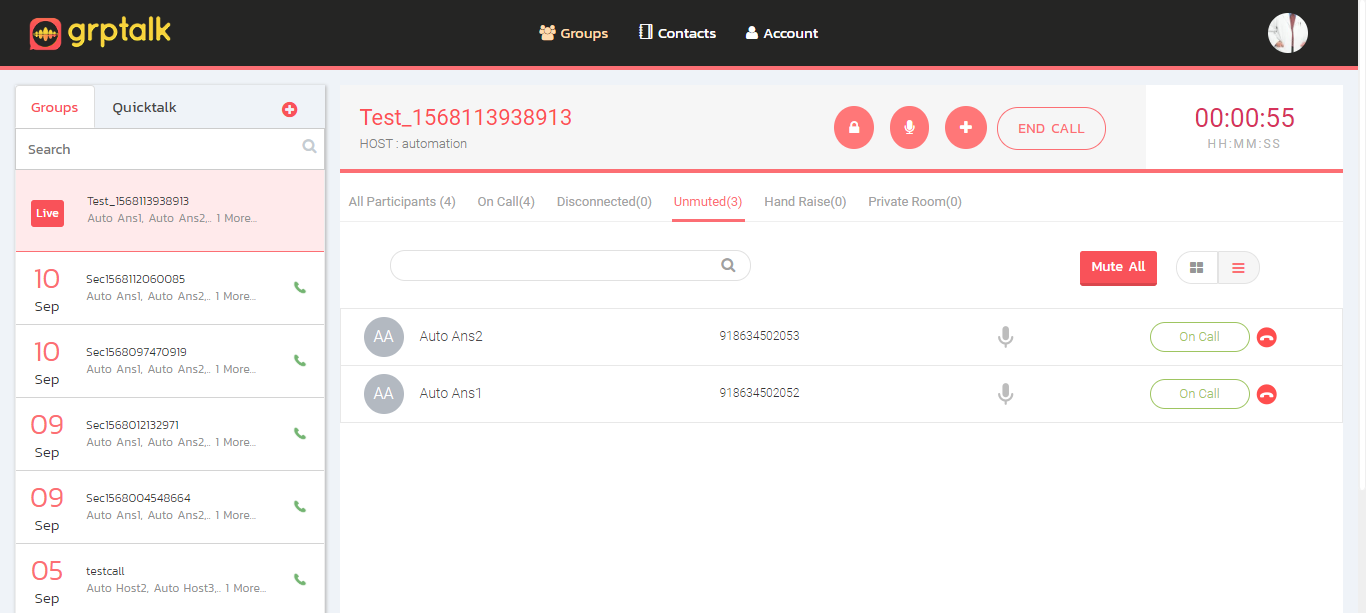 grptalk
Groups Contacts Account
Groups Quicktalk
Search
Live
Test_1568113938913
Auto Ans1, Auto Ans2,.. 1 More...
10 Sep
Sec1568112060085
Auto Ans1, Auto Ans2,.. 1 More...
10 Sep
Sec1568097470919
Auto Ans1, Auto Ans2,.. 1 More...
09 Sep
Sec1568012132971
Auto Ans1, Auto Ans2,.. 1 More...
09 Sep
Sec1568004548664
Auto Ans1, Auto Ans2,.. 1 More...
05 Sep
testcall
Auto Host2, Auto Host3,.. 1 More...
Test_1568113938913
HOST : automation
END CALL
00:00:55
HH:MM:SS
All Participants (4) On Call(4) Disconnected(0) Unmuted(3) Hand Raise(0) Private Room(0)
Mute All
AA Auto Ans2 918634502053 On Call
AA Auto Ans1 918634502052 On Call